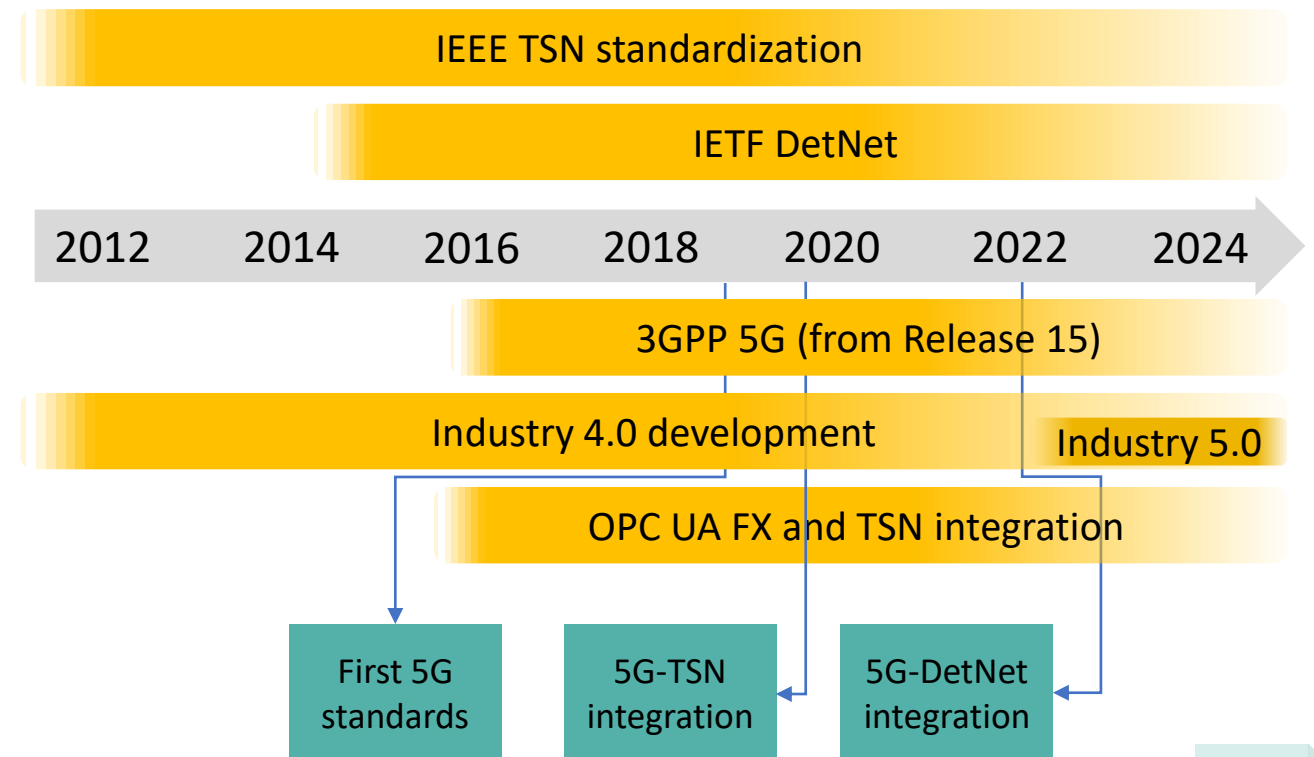 IEEE TSN standardization
IETF DetNet
2012 2014 2016 2018 2020 2022 2024
3GPP 5G (from Release 15)
Industry 4.0 development
Industry 5.0
OPC UA FX and TSN integration
First 5G
standards
5G-TSN
integration
5G-DetNet
integration